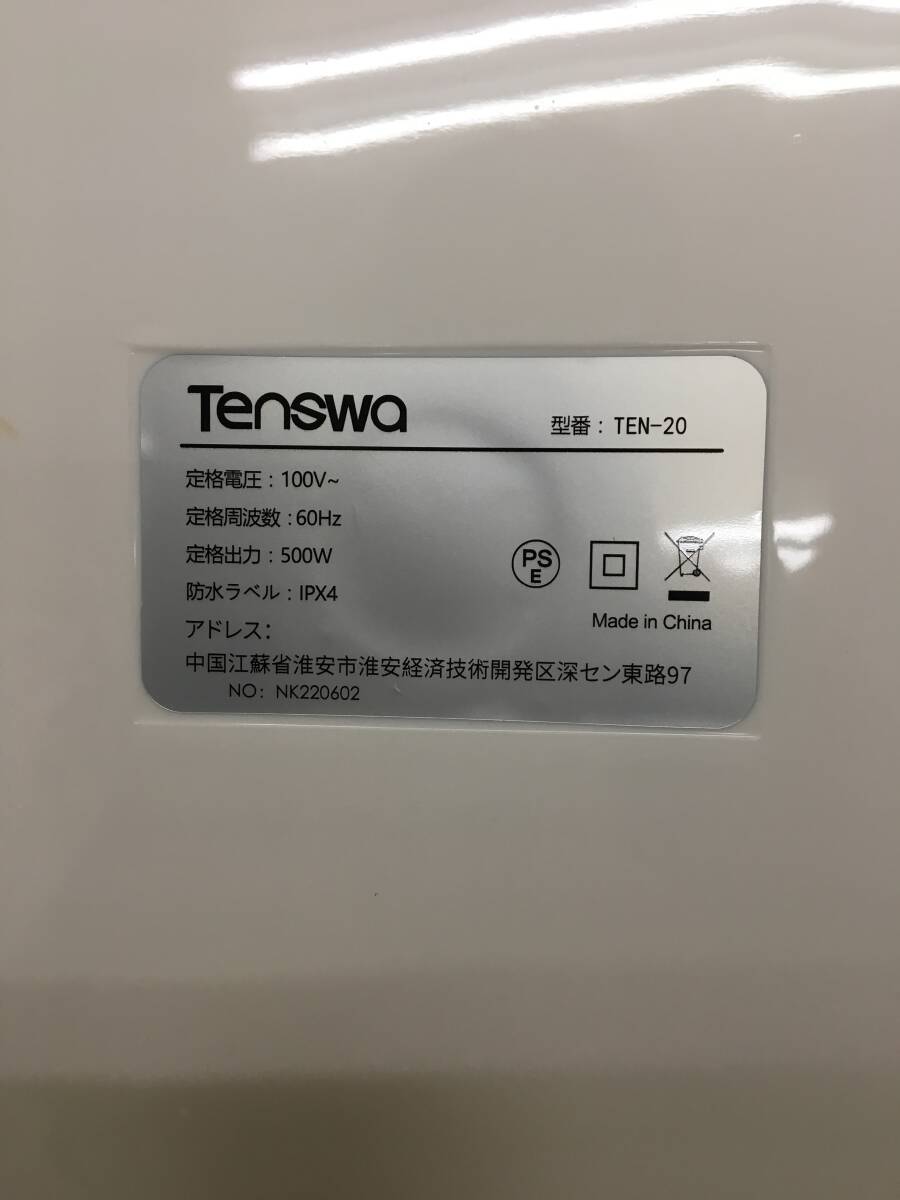 Tenswa
型番：TEN-20
定格電圧：100V~
定格周波数：60Hz
定格出力：500W
防水ラベル：IPX4
PS
E
Made in China
アドレス：
中国江蘇省淮安市淮安経済技術開発区深セン東路97
NO：NK220602